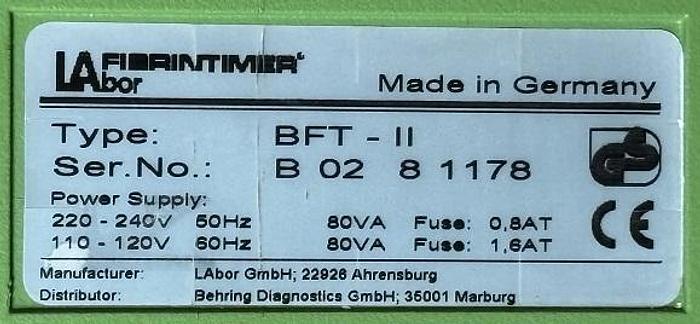 LAbor FIBRINTIMER
Made in Germany
Type: BFT - II
Ser.No.: B 02 8 1178
Power Supply:
220 - 240V 50Hz 80VA Fuse: 0,8AT
110 - 120V 60Hz 80VA Fuse: 1,6AT
Manufacturer: LAbor GmbH; 22926 Ahrensburg
Distributor: Behring Diagnostics GmbH; 35001 Marburg
GS
CE